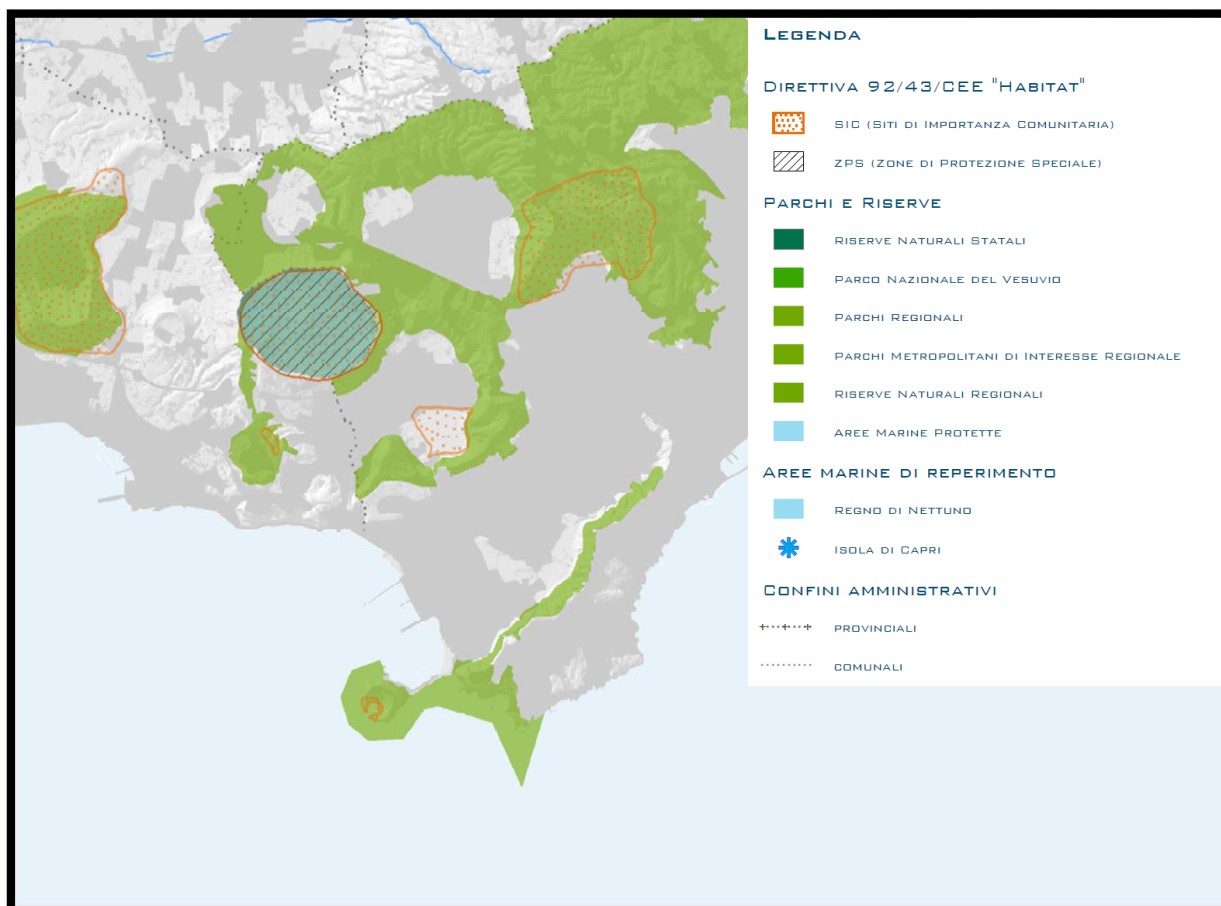 LEGENDA
DIRETTIVA 92/43/CEE "HABITAT"
SIC (SITI DI IMPORTANZA COMUNITARIA)
ZPS (ZONE DI PROTEZIONE SPECIALE)
PARCHI E RISERVE
RISERVE NATURALI STATALI
PARCO NAZIONALE DEL VESUVIO
PARCHI REGIONALI
PARCHI METROPOLITANI DI INTERESSE REGIONALE
RISERVE NATURALI REGIONALI
AREE MARINE PROTETTE
AREE MARINE DI REPERIMENTO
REGNO DI NETTUNO
ISOLA DI CAPRI
CONFINI AMMINISTRATIVI
PROVINCIALI
COMUNALI